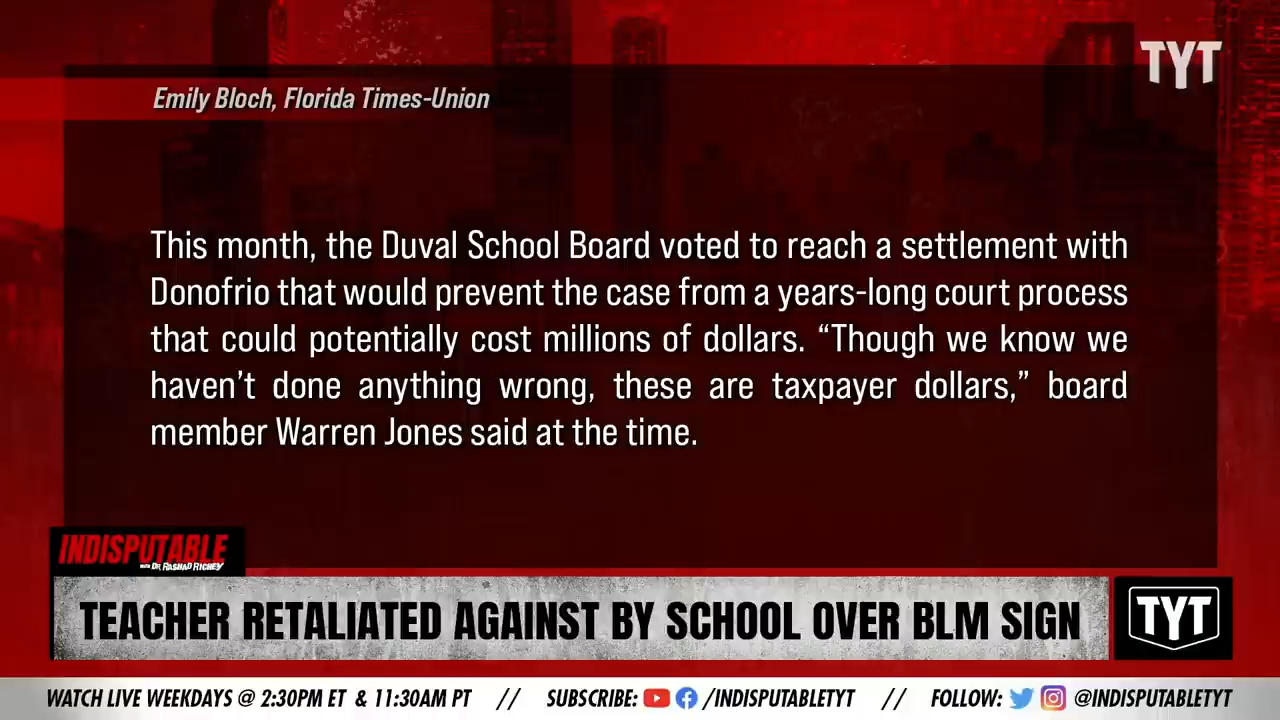 TYT
Emily Bloch, Florida Times-Union
This month, the Duval School Board voted to reach a settlement with
Donofrio that would prevent the case from a years-long court process
that could potentially cost millions of dollars. “Though we know we
haven’t done anything wrong, these are taxpayer dollars,” board
member Warren Jones said at the time.
INDISPUTABLE
WITH DR. RASHAD RICHEY
TEACHER RETALIATED AGAINST BY SCHOOL OVER BLM SIGN
TYT
WATCH LIVE WEEKDAYS @ 2:30PM ET & 11:30AM PT // SUBSCRIBE: /INDISPUTABLETYT // FOLLOW: @INDISPUTABLETYT